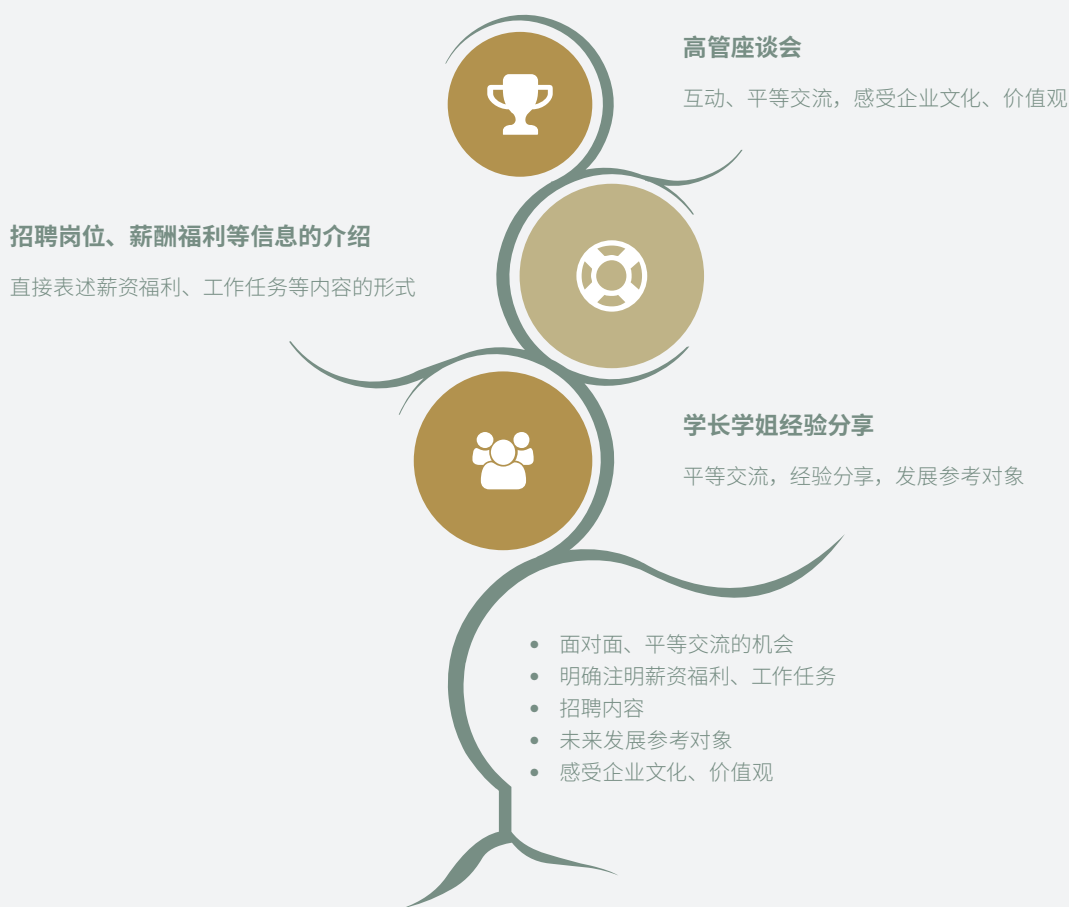 高管座谈会
互动、平等交流，感受企业文化、价值观
招聘岗位、薪酬福利等信息的介绍
直接表述薪资福利、工作任务等内容的形式
学长学姐经验分享
平等交流，经验分享，发展参考对象
• 面对面、平等交流的机会
• 明确注明薪资福利、工作任务
• 招聘内容
• 未来发展参考对象
• 感受企业文化、价值观